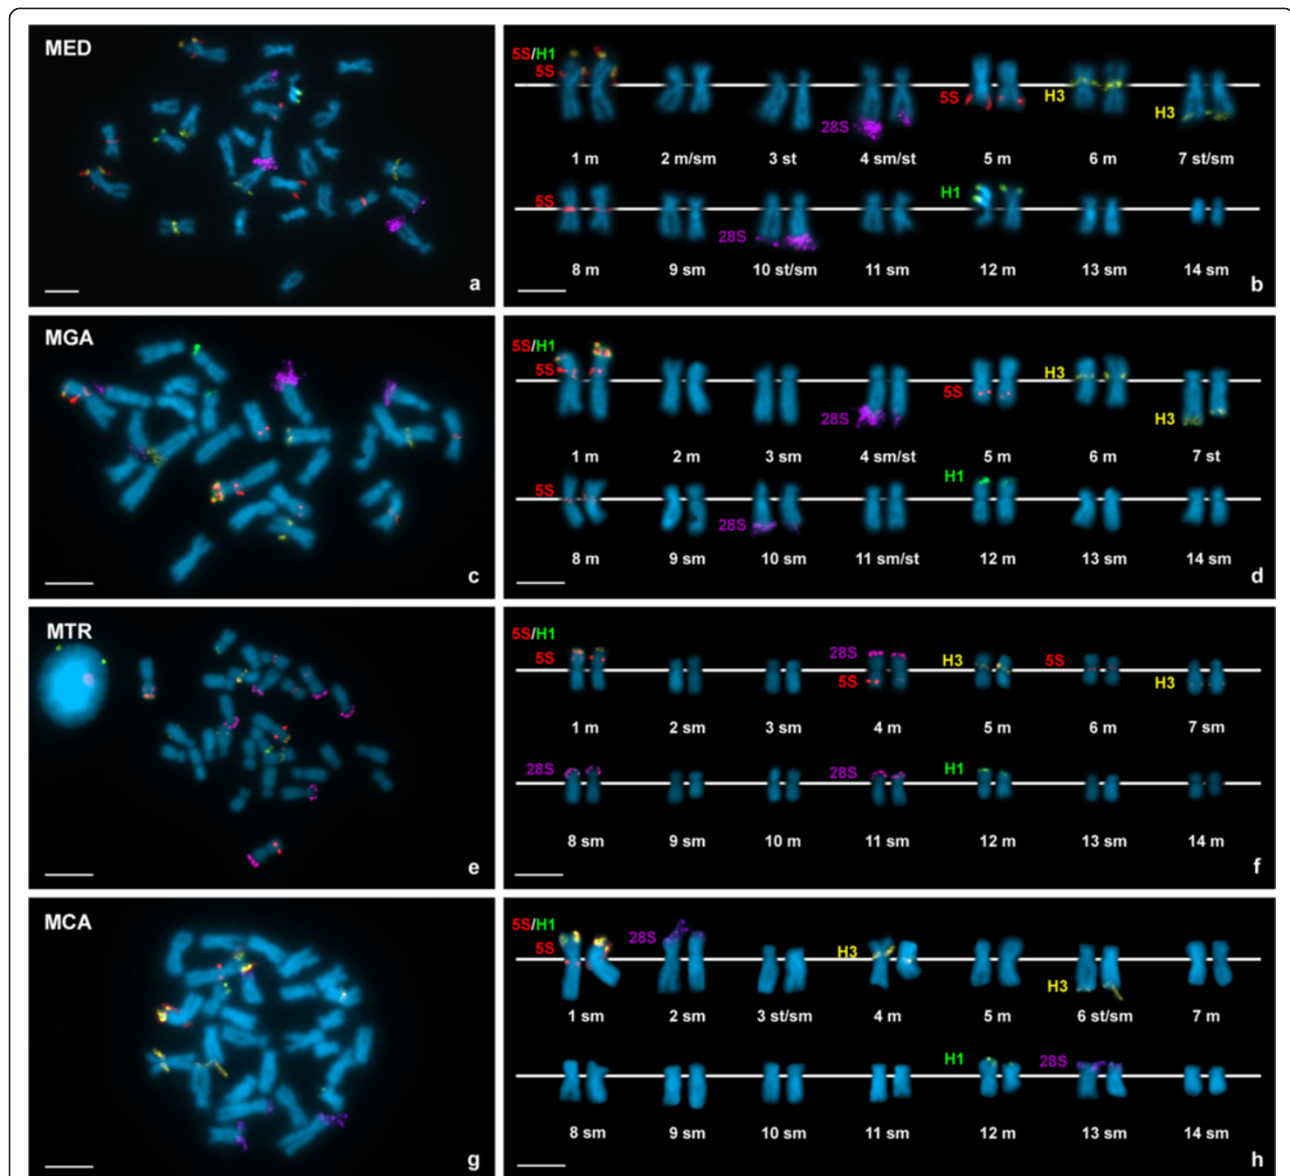 MED
a
5S/H1
5S
28S
5S
H3
H3
1 m 2 m/sm 3 st 4 sm/st 5 m 6 m 7 st/sm
5S
28S
H1
8 m 9 sm 10 st/sm 11 sm 12 m 13 sm 14 sm
b
MGA
c
5S/H1
5S
28S
5S
H3
H3
1 m 2 m 3 sm 4 sm/st 5 m 6 m 7 st
5S
28S
H1
8 m 9 sm 10 sm 11 sm/st 12 m 13 sm 14 sm
d
MTR
e
5S/H1
5S
28S
5S
H3
5S
H3
1 m 2 sm 3 sm 4 m 5 m 6 m 7 sm
28S
28S
H1
8 sm 9 sm 10 m 11 sm 12 m 13 sm 14 m
f
MCA
g
5S/H1
5S
28S
H3
H3
1 sm 2 sm 3 st/sm 4 m 5 m 6 st/sm 7 m
H1
28S
8 sm 9 sm 10 sm 11 sm 12 m 13 sm 14 sm
h